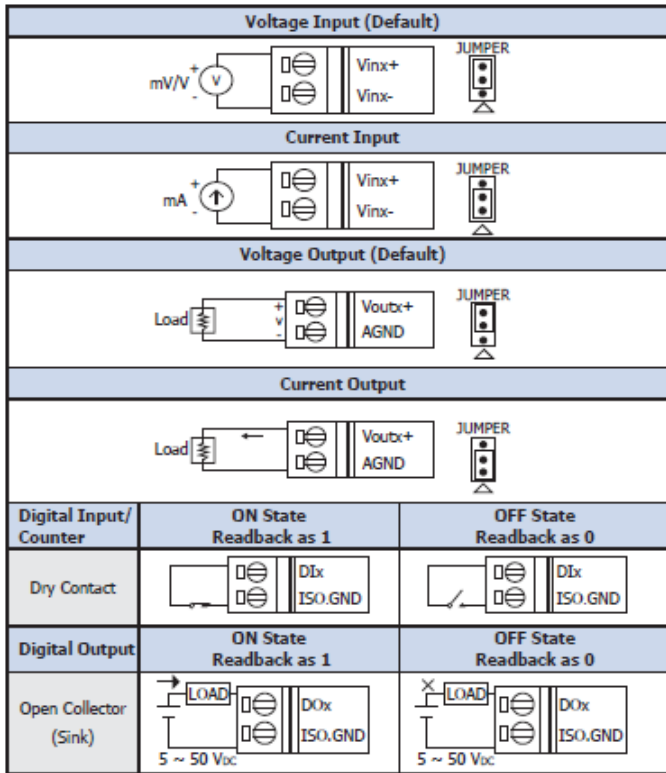 Voltage Input (Default)
mV/V
+
-
V
Vinx+
Vinx-
JUMPER
Current Input
mA
+
-
Vinx+
Vinx-
JUMPER
Voltage Output (Default)
Load
+
v
-
Voutx+
AGND
JUMPER
Current Output
Load
Voutx+
AGND
JUMPER
Digital Input/
Counter
ON State
Readback as 1
OFF State
Readback as 0
Dry Contact
DIx
ISO.GND
DIx
ISO.GND
Digital Output
ON State
Readback as 1
OFF State
Readback as 0
Open Collector
(Sink)
LOAD
DOx
ISO.GND
5 ~ 50 VDC
LOAD
DOx
ISO.GND
5 ~ 50 VDC